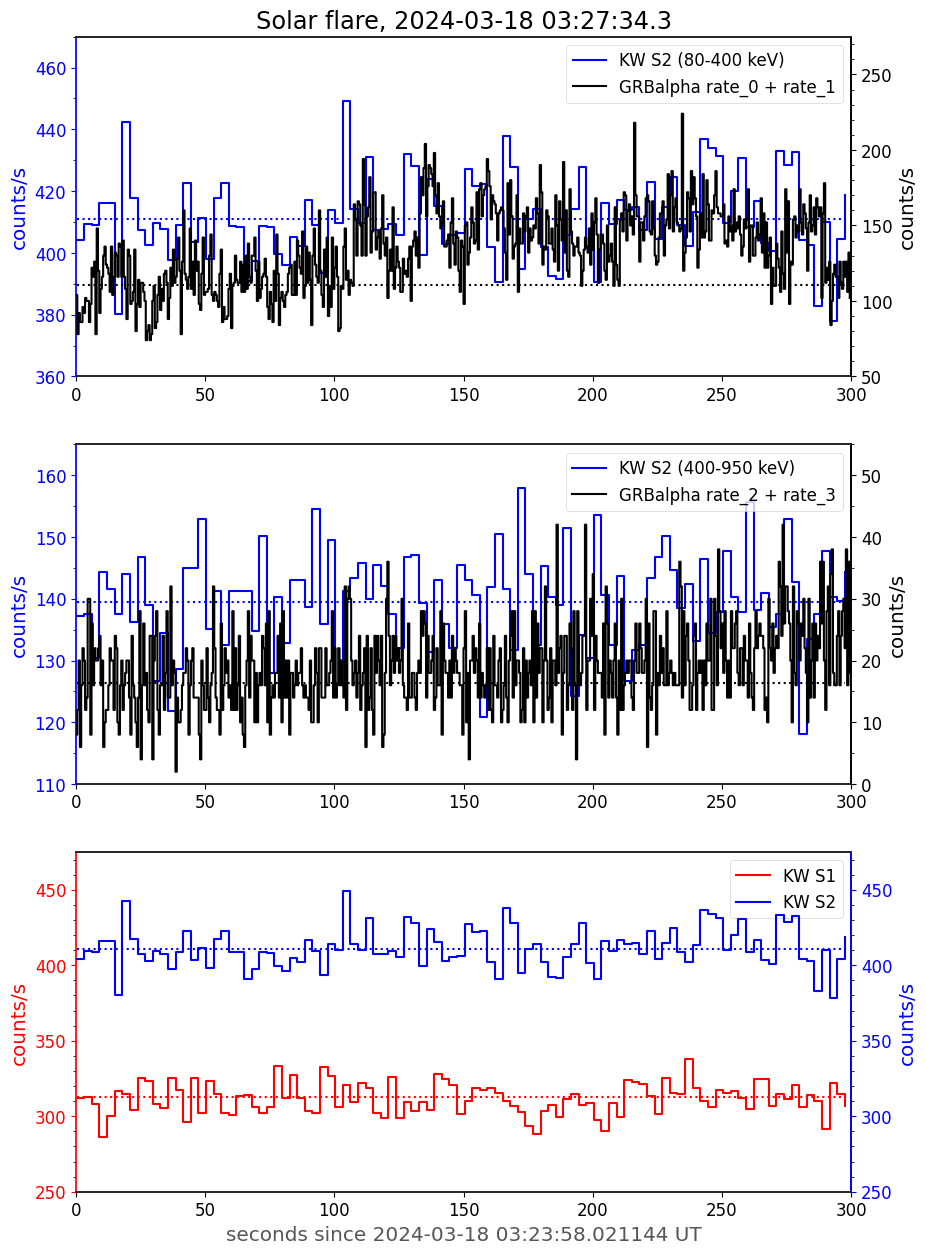 Solar flare, 2024-03-18 03:27:34.3
KW S2 (80-400 keV)
GRBalpha rate_0 + rate_1
460
440
420
400
380
360
counts/s
250
200
150
100
50
counts/s
0 50 100 150 200 250 300
KW S2 (400-950 keV)
GRBalpha rate_2 + rate_3
160
150
140
130
120
110
counts/s
50
40
30
20
10
0
counts/s
0 50 100 150 200 250 300
KW S1
KW S2
450
400
350
300
250
counts/s
450
400
350
300
250
counts/s
0 50 100 150 200 250 300
seconds since 2024-03-18 03:23:58.021144 UT